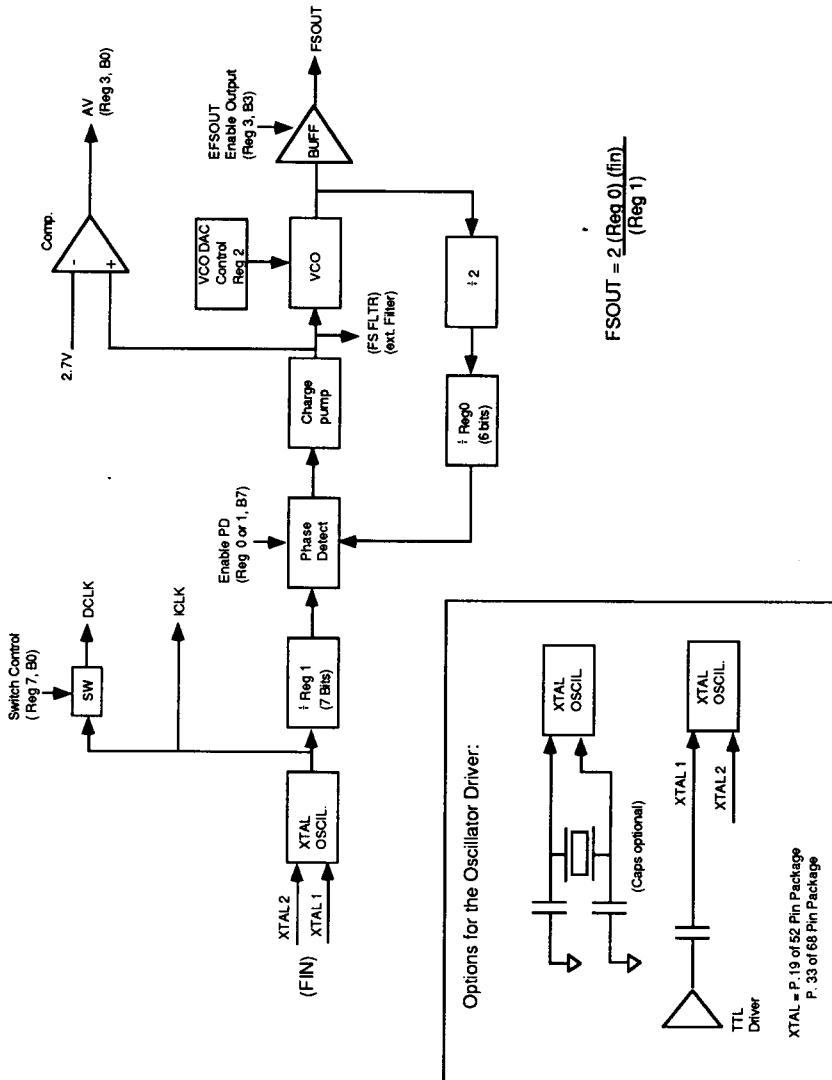 Switch Control
( Reg 7, B0)
SW
DCLK
ICLK
XTAL 2
XTAL 1
(FIN)
XTAL
OSCIL.
÷ Reg 1
(7 Bits)
Enable PD
(Reg 0 or 1, B7)
Phase
Detect
Charge
pump
(FS FLTR)
(ext. Filter)
2.7V
Comp.
-
+
AV
(Reg 3, B0)
VCO DAC
Control
Reg 2
VCO
EFSOUT
Enable Output
(Reg 3, B3)
BUFF
FSOUT
÷ 2
÷ Reg0
(6 bits)
FSOUT = 2 (Reg 0) (fin)
(Reg 1)
Options for the Oscillator Driver:
XTAL
OSCIL.
(Caps optional)
TTL
Driver
XTAL 1
XTAL 2
XTAL
OSCIL.
XTAL = P.19 of 52 Pin Package
P. 33 of 68 Pin Package